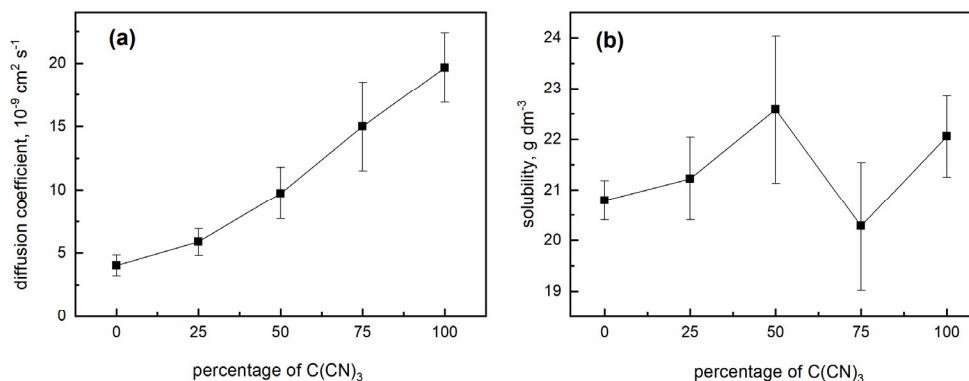 (a)
diffusion coefficient, 10⁻⁹ cm² s⁻¹
20
15
10
5
0
0 25 50 75 100
percentage of C(CN)₃
(b)
solubility, g dm⁻³
24
23
22
21
20
19
0 25 50 75 100
percentage of C(CN)₃